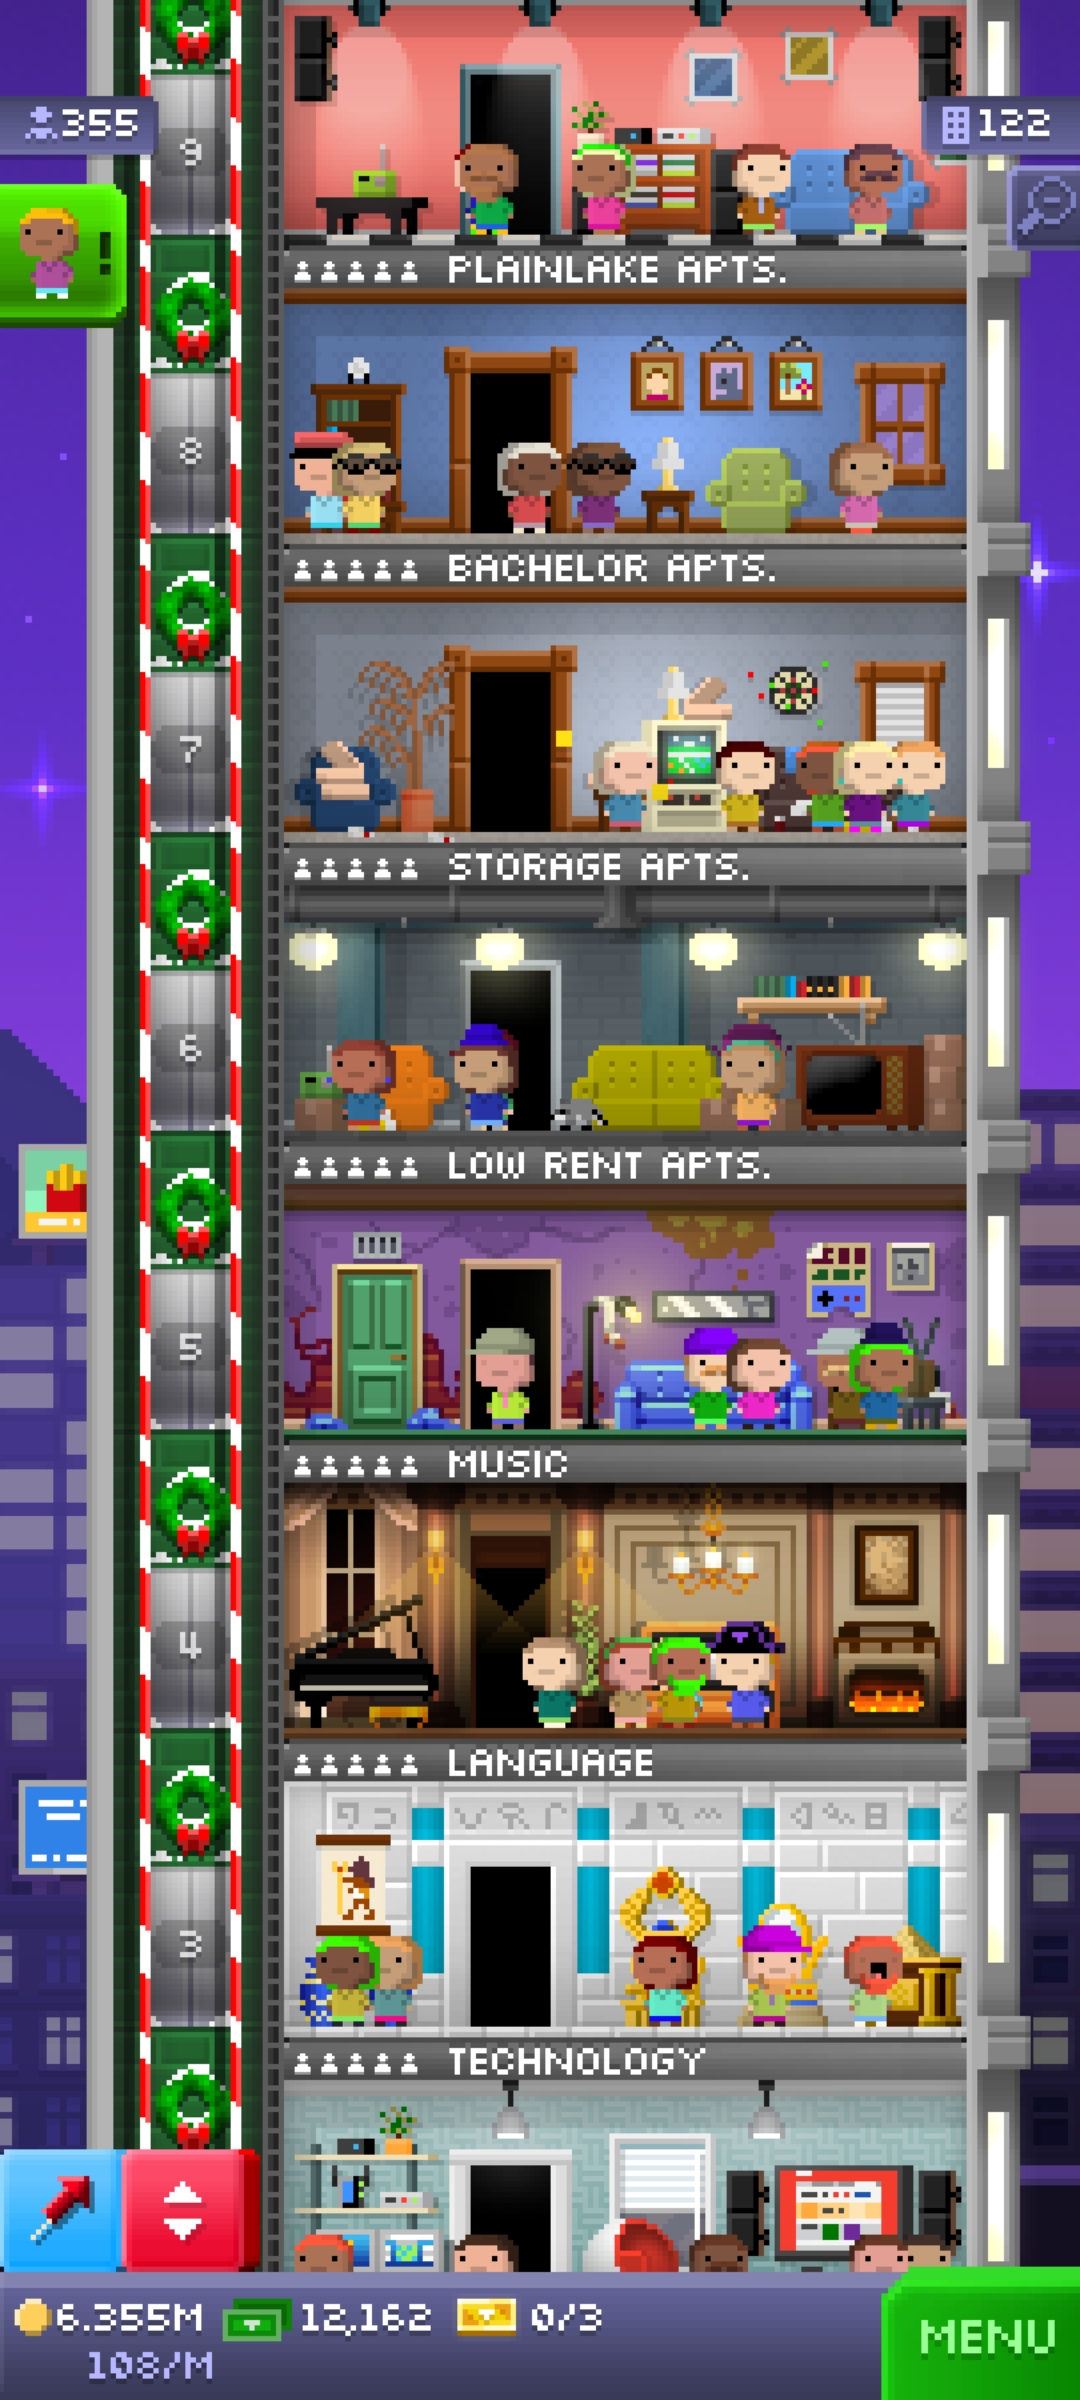 9
355
122
!
PLAINLAKE APTS.
8
BACHELOR APTS.
7
STORAGE APTS.
6
LOW RENT APTS.
5
MUSIC
4
LANGUAGE
3
TECHNOLOGY
6.355M
12,162
0/3
108/M
MENU